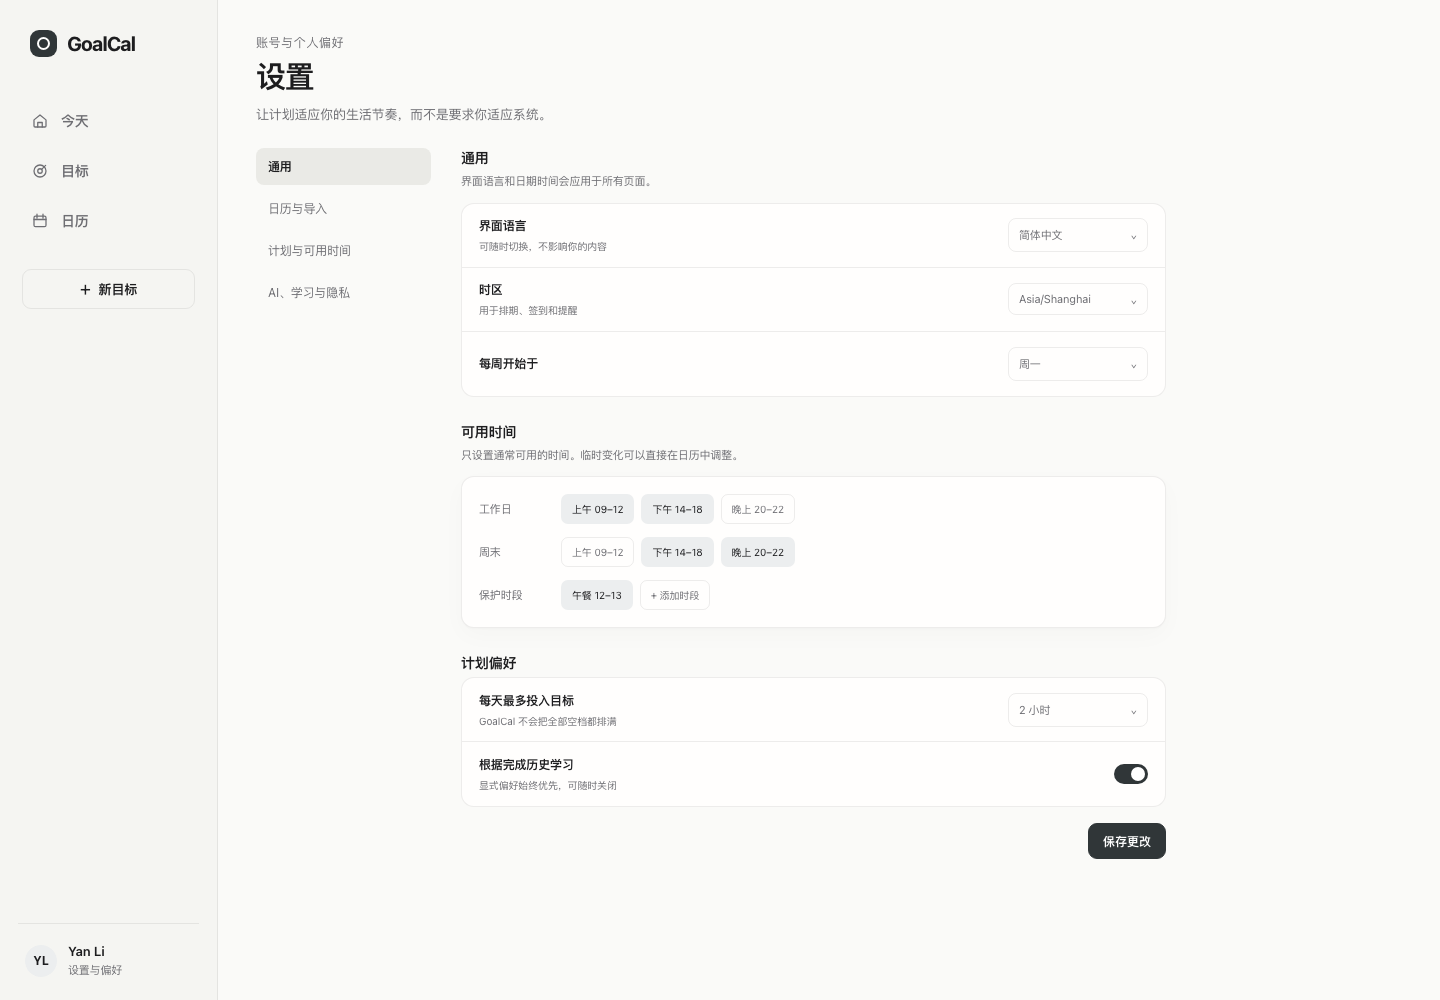 GoalCal
今天
目标
日历
+ 新目标
YL
Yan Li
设置与偏好
账号与个人偏好
设置
让计划适应你的生活节奏，而不是要求你适应系统。
通用
日历与导入
计划与可用时间
AI、学习与隐私
通用
界面语言和日期时间会应用于所有页面。
界面语言
可随时切换，不影响你的内容
简体中文
时区
用于排期、签到和提醒
Asia/Shanghai
每周开始于
周一
可用时间
只设置通常可用的时间。临时变化可以直接在日历中调整。
工作日 上午 09–12 下午 14–18 晚上 20–22
周末 上午 09–12 下午 14–18 晚上 20–22
保护时段 午餐 12–13 + 添加时段
计划偏好
每天最多投入目标
GoalCal 不会把全部空档都排满
2 小时
根据完成历史学习
显式偏好始终优先，可随时关闭
保存更改